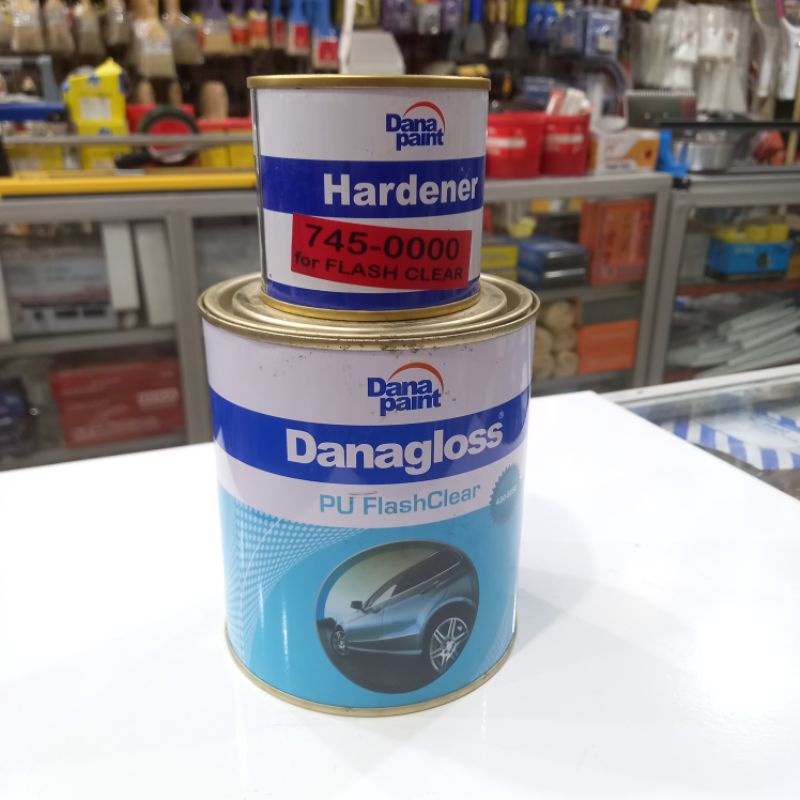 Dana
paint
Hardener
745-0000
for FLASH CLEAR
Dana
paint
Danagloss®
PU FlashClear